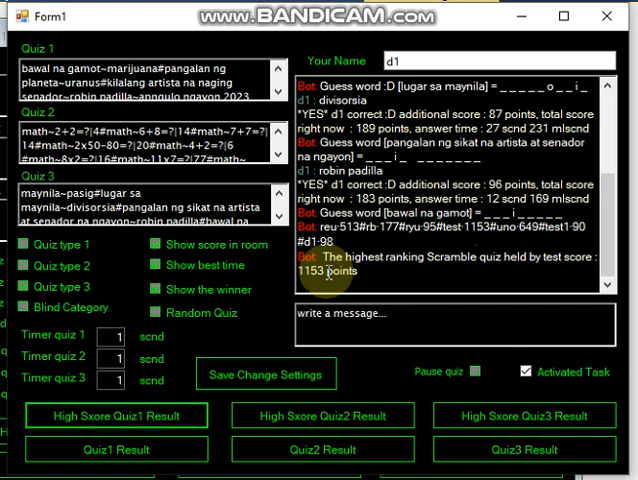 www.BANDICAM.com
Form1
Quiz 1
bawal na gamot~marijuana#pangalan ng
planeta~uranus#kilalang artista na naging
senador~robin padilla~apngulo ngayon 2023
Quiz 2
math~2+2=?|4#math~6+8=?|14#math~7+7=?|
14#math~2x50-80=?|20#math~4+2=?|6
#math~8x2=?|16#math~11x7=?|77#math~
Quiz 3
maynila~pasig#lugar sa
maynila~divisoria#pangalan ng sikat na artista
at senador na ngayon~robin padilla#bawal na
Your Name
d1
Bot: Guess word :D [lugar sa maynila] = _ _ _ _ _ o _ _ i _
d1 : divisorsia
*YES* d1 correct :D additional score : 87 points, total score
right now : 189 points, answer time : 27 scnd 231 mlscnd
Bot: Guess word [pangalan ng sikat na artista at senador
na ngayon] = _ _ _ i _ _ _ _ _ _ _ _
d1 : robin padilla
*YES* d1 correct :D additional score : 96 points, total score
right now : 183 points, answer time : 12 scnd 169 mlscnd
Bot: Guess word [bawal na gamot] = _ _ _ i _ _ _ _ _
Bot: reu·513#rb·177#ryu·95#test·1153#uno·649#test1·90
#d1·98
Bot: The highest ranking Scramble quiz held by test score :
1153 points
write a message...
Quiz type 1
Quiz type 2
Quiz type 3
Blind Category
Show score in room
Show best time
Show the winner
Random Quiz
Timer quiz 1 1 scnd
Timer quiz 2 1 scnd
Timer quiz 3 1 scnd
Save Change Settings
Pause quiz
Activated Task
High Sxore Quiz1 Result
High Sxore Quiz2 Result
High Sxore Quiz3 Result
Quiz1 Result
Quiz2 Result
Quiz3 Result